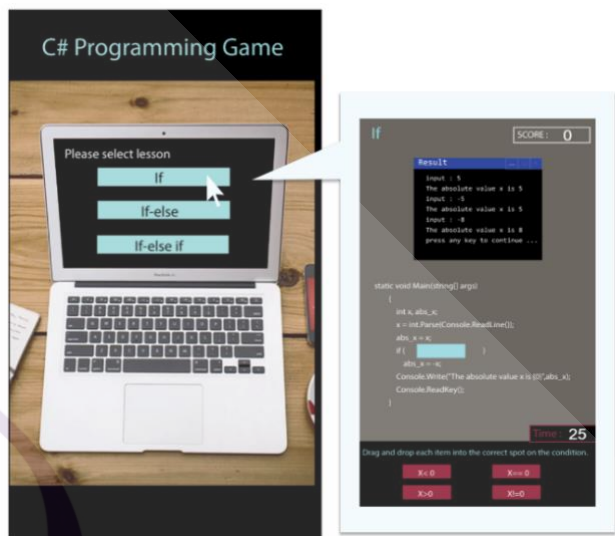 C# Programming Game
Please select lesson
If
If-else
If-else if
If
SCORE : 0
Result
input : 5
The absolute value x is 5
input : -5
The absolute value x is 5
input : -8
The absolute value x is 8
press any key to continue ...
static void Main(string[] args)
{
int x, abs_x;
x = int.Parse(Console.ReadLine());
abs_x = x;
if ( )
abs_x = -x;
Console.Write("The absolute value x is {0}",abs_x);
Console.ReadKey();
}
Time : 25
Drag and drop each item into the correct spot on the condition.
X< 0 X== 0
X>0 X!=0